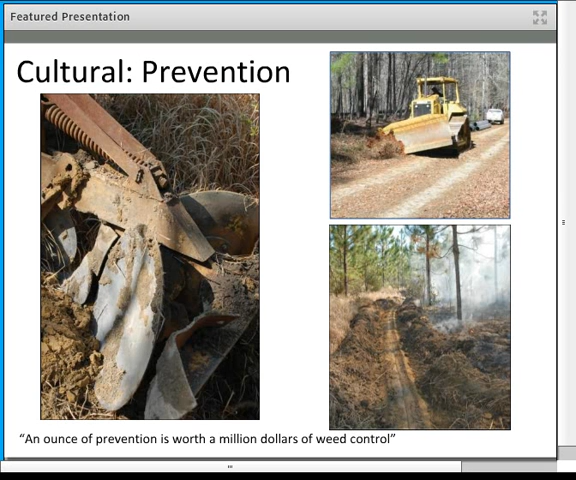 Featured Presentation
Cultural: Prevention
“An ounce of prevention is worth a million dollars of weed control”